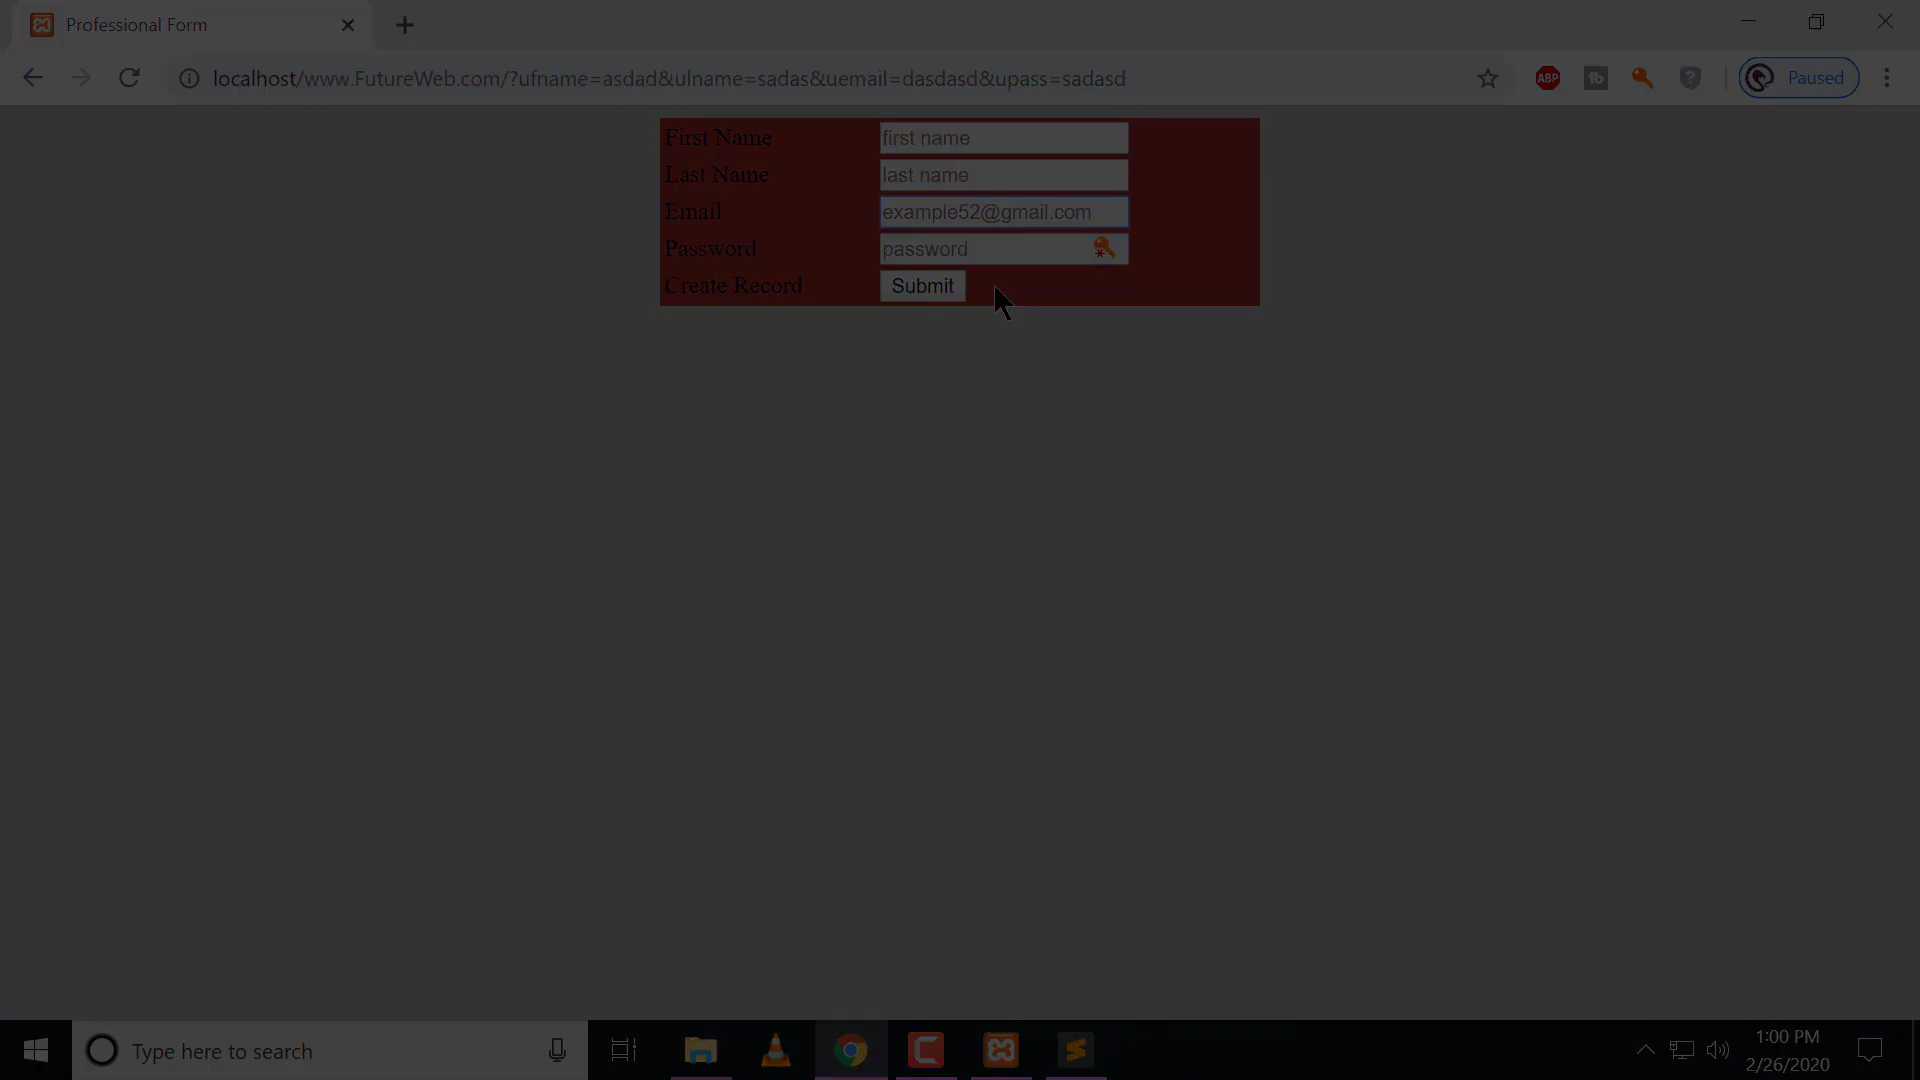 Professional Form
localhost/www.FutureWeb.com/?ufname=asdad&ulname=sadas&uemail=dasdasd&upass=sadasd
ABP
fb
?
Paused
First Name
first name
Last Name
last name
Email
example52@gmail.com
Password
password
Create Record
Submit
Type here to search
1:00 PM
2/26/2020